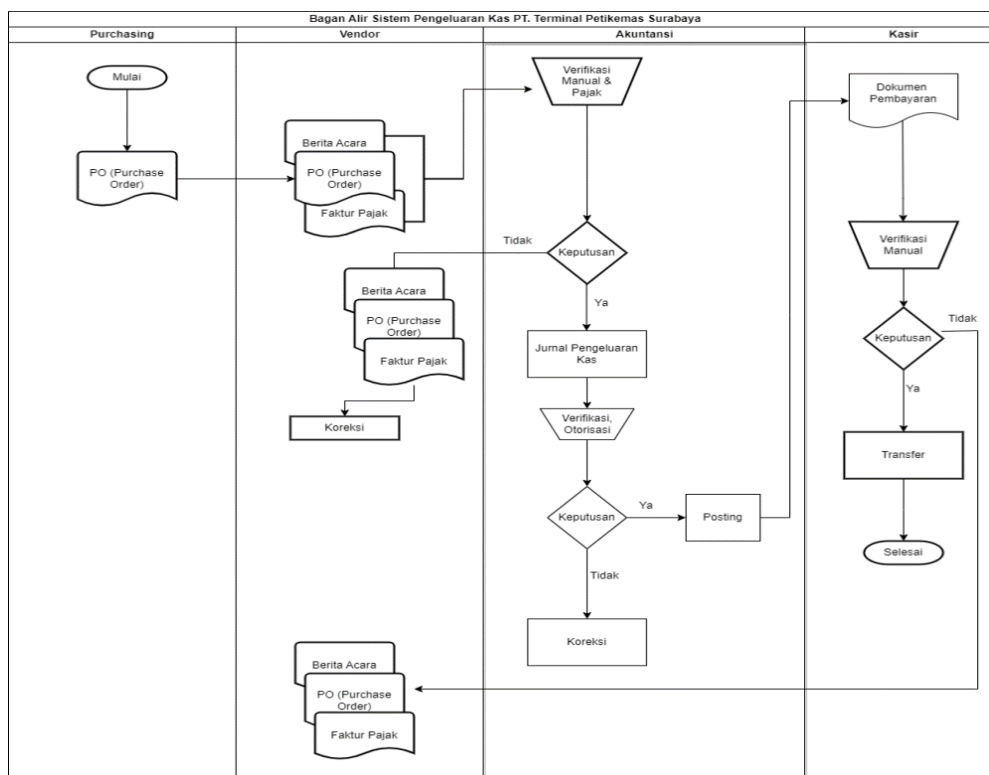 Bagan Alir Sistem Pengeluaran Kas PT. Terminal Petikemas Surabaya
Purchasing
Vendor
Akuntansi
Kasir
Mulai
PO (Purchase
Order)
Berita Acara
PO (Purchase
Order)
Faktur Pajak
Verifikasi
Manual &
Pajak
Keputusan
Tidak
Ya
Berita Acara
PO (Purchase
Order)
Faktur Pajak
Koreksi
Jurnal Pengeluaran
Kas
Verifikasi,
Otorisasi
Keputusan
Ya
Posting
Tidak
Koreksi
Dokumen
Pembayaran
Verifikasi
Manual
Keputusan
Tidak
Ya
Transfer
Selesai
Berita Acara
PO (Purchase
Order)
Faktur Pajak